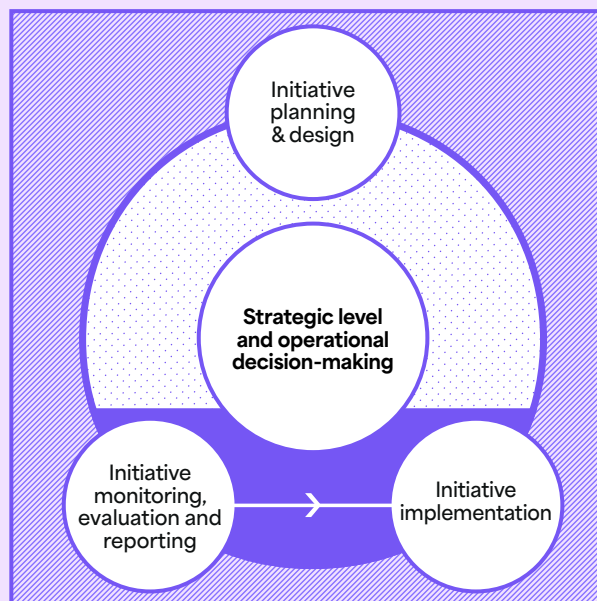 Initiative
planning
& design
Strategic level
and operational
decision-making
Initiative
monitoring,
evaluation and
reporting
Initiative
implementation